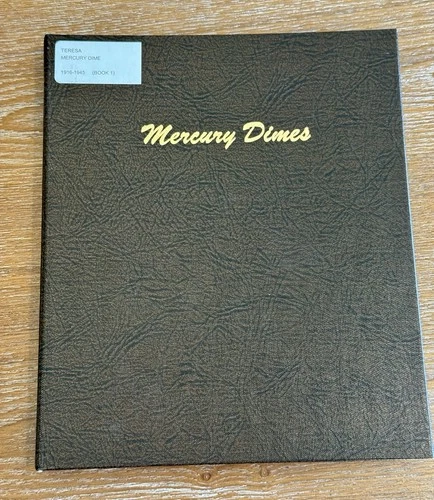 TERESA
MERCURY DIME
1916-1945 (BOOK 1)
Mercury Dimes